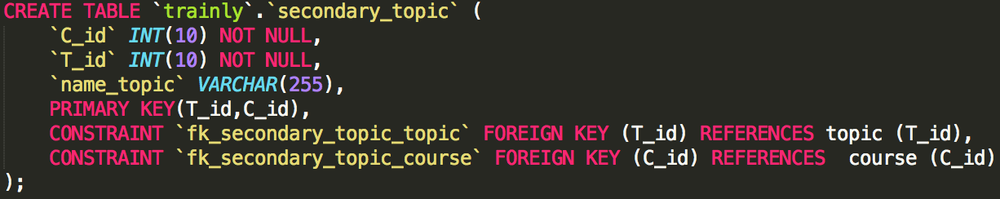 CREATE TABLE `trainly`.`secondary_topic` (
`C_id` INT(10) NOT NULL,
`T_id` INT(10) NOT NULL,
`name_topic` VARCHAR(255),
PRIMARY KEY(T_id,C_id),
CONSTRAINT `fk_secondary_topic_topic` FOREIGN KEY (T_id) REFERENCES topic (T_id),
CONSTRAINT `fk_secondary_topic_course` FOREIGN KEY (C_id) REFERENCES  course (C_id)
);